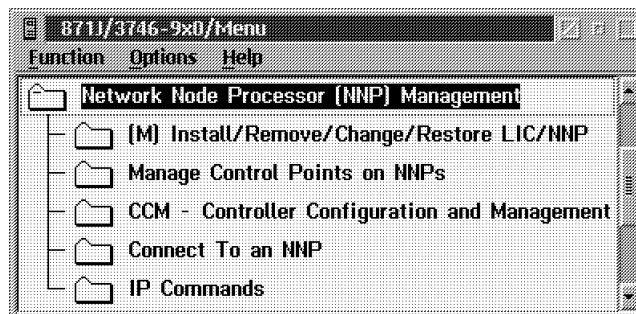 871J/3746-9x0/Menu
Function Options Help
Network Node Processor (NNP) Management
(M) Install/Remove/Change/Restore LIC/NNP
Manage Control Points on NNPs
CCM - Controller Configuration and Management
Connect To an NNP
IP Commands